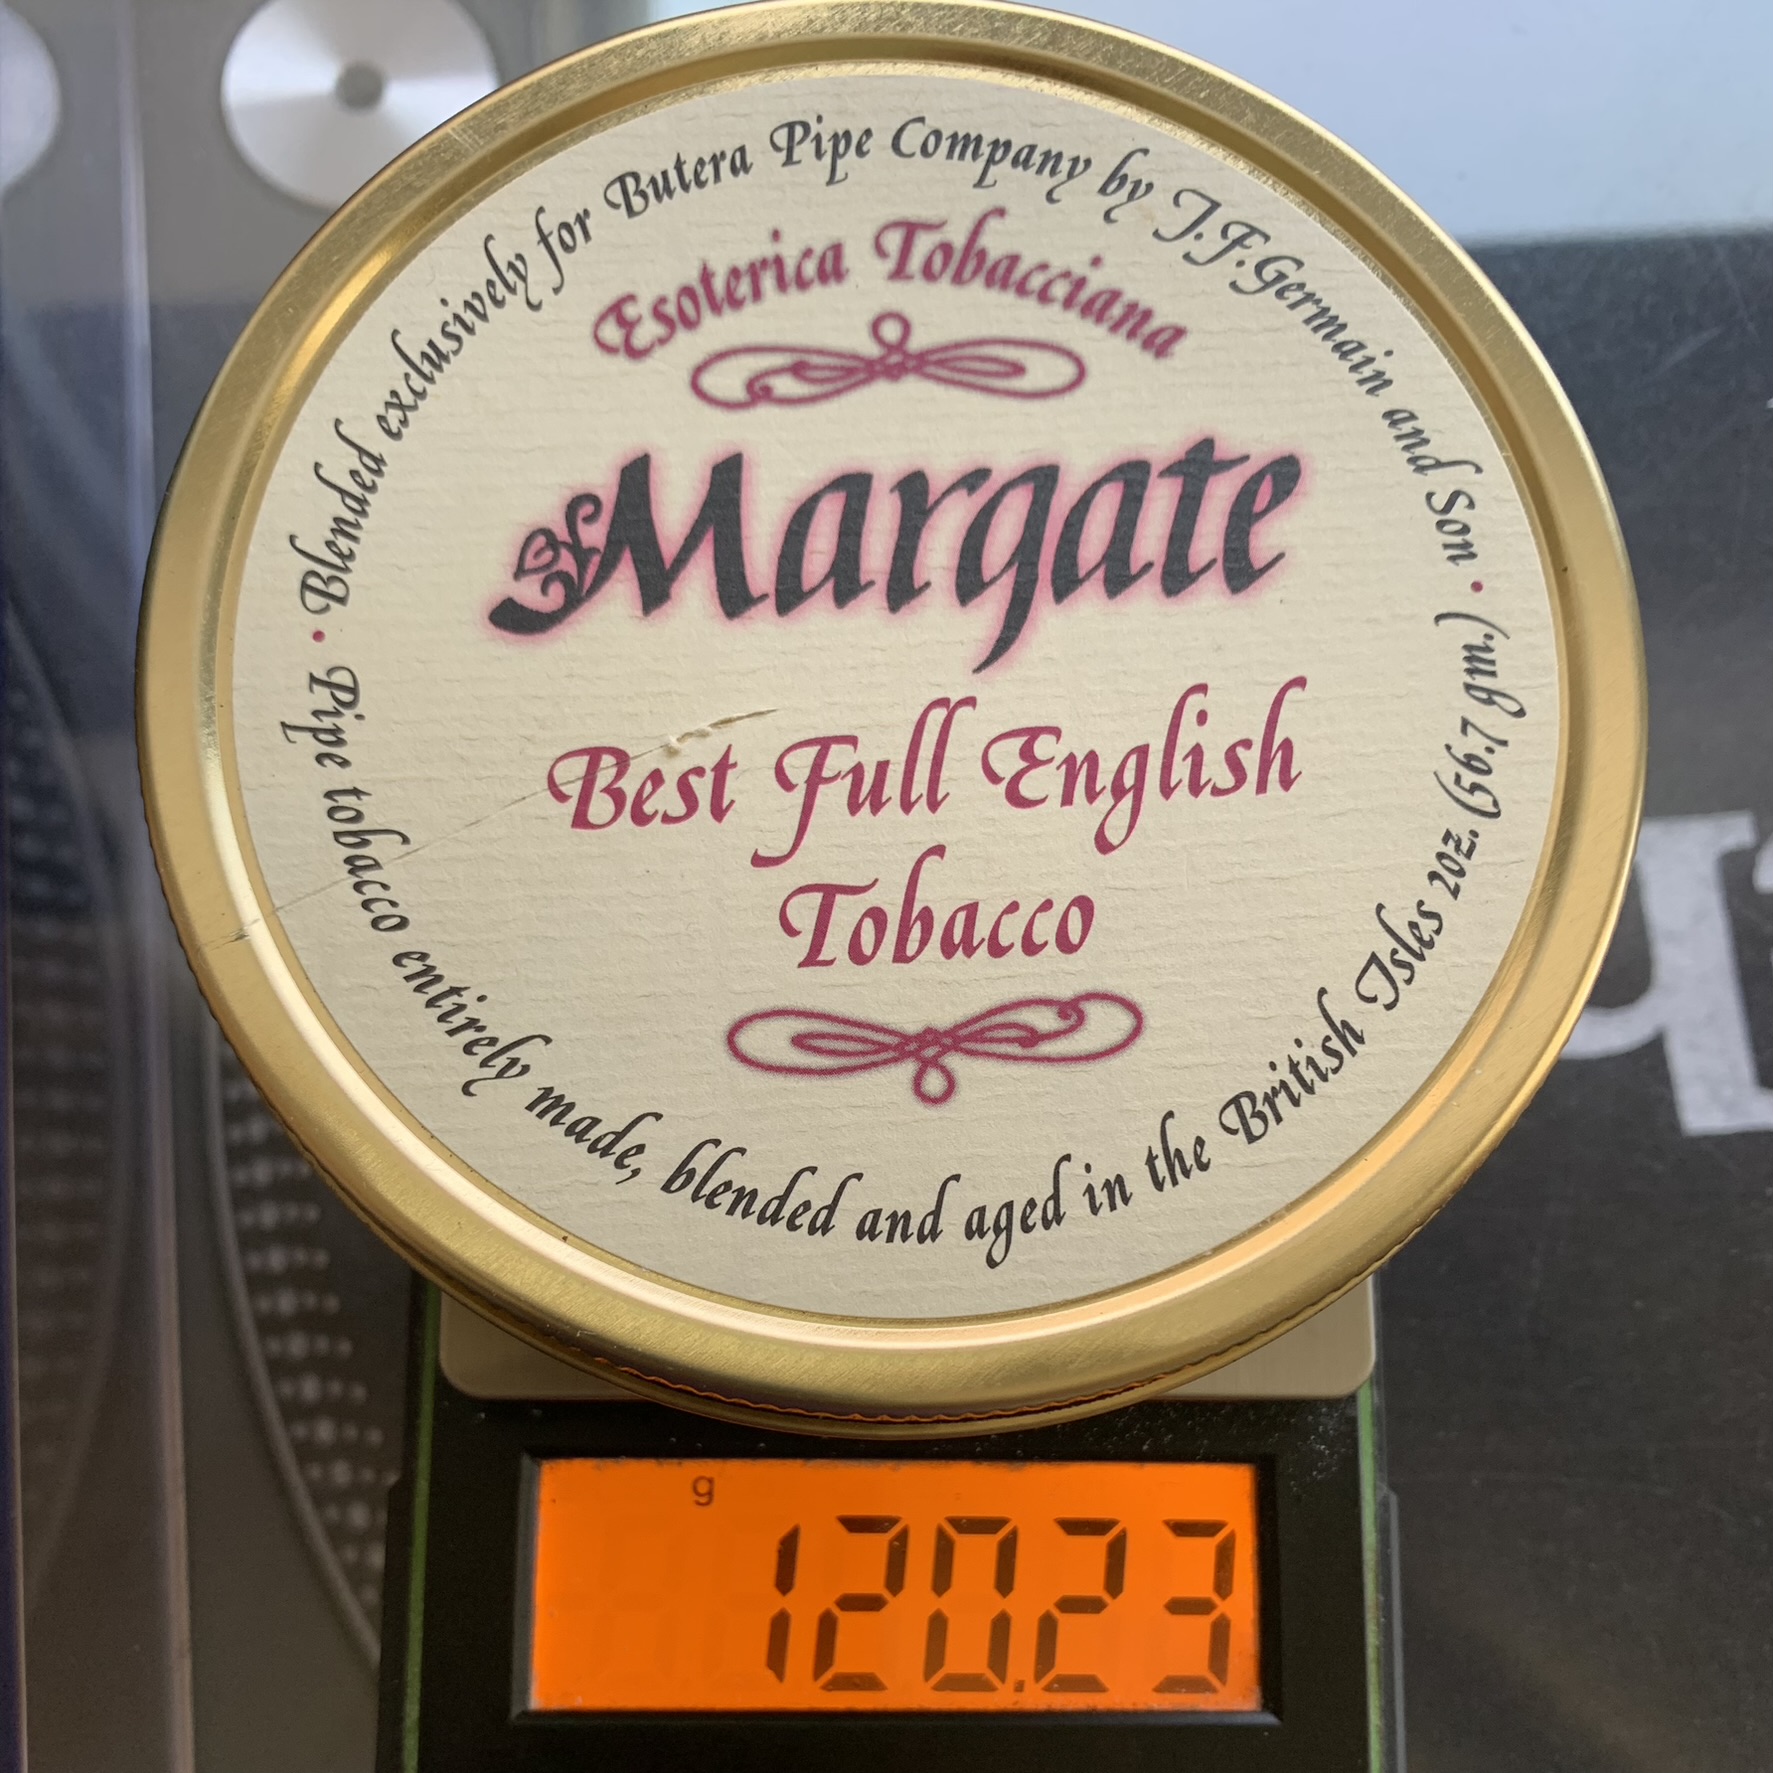 · Blended exclusively for Butera Pipe Company by J.F. Germain and Son ·
Esoterica Tobacciana
Margate
Best Full English
Tobacco
Pipe tobacco entirely made, blended and aged in the British Isles 2oz. (56.7 gm.)
g
120.23